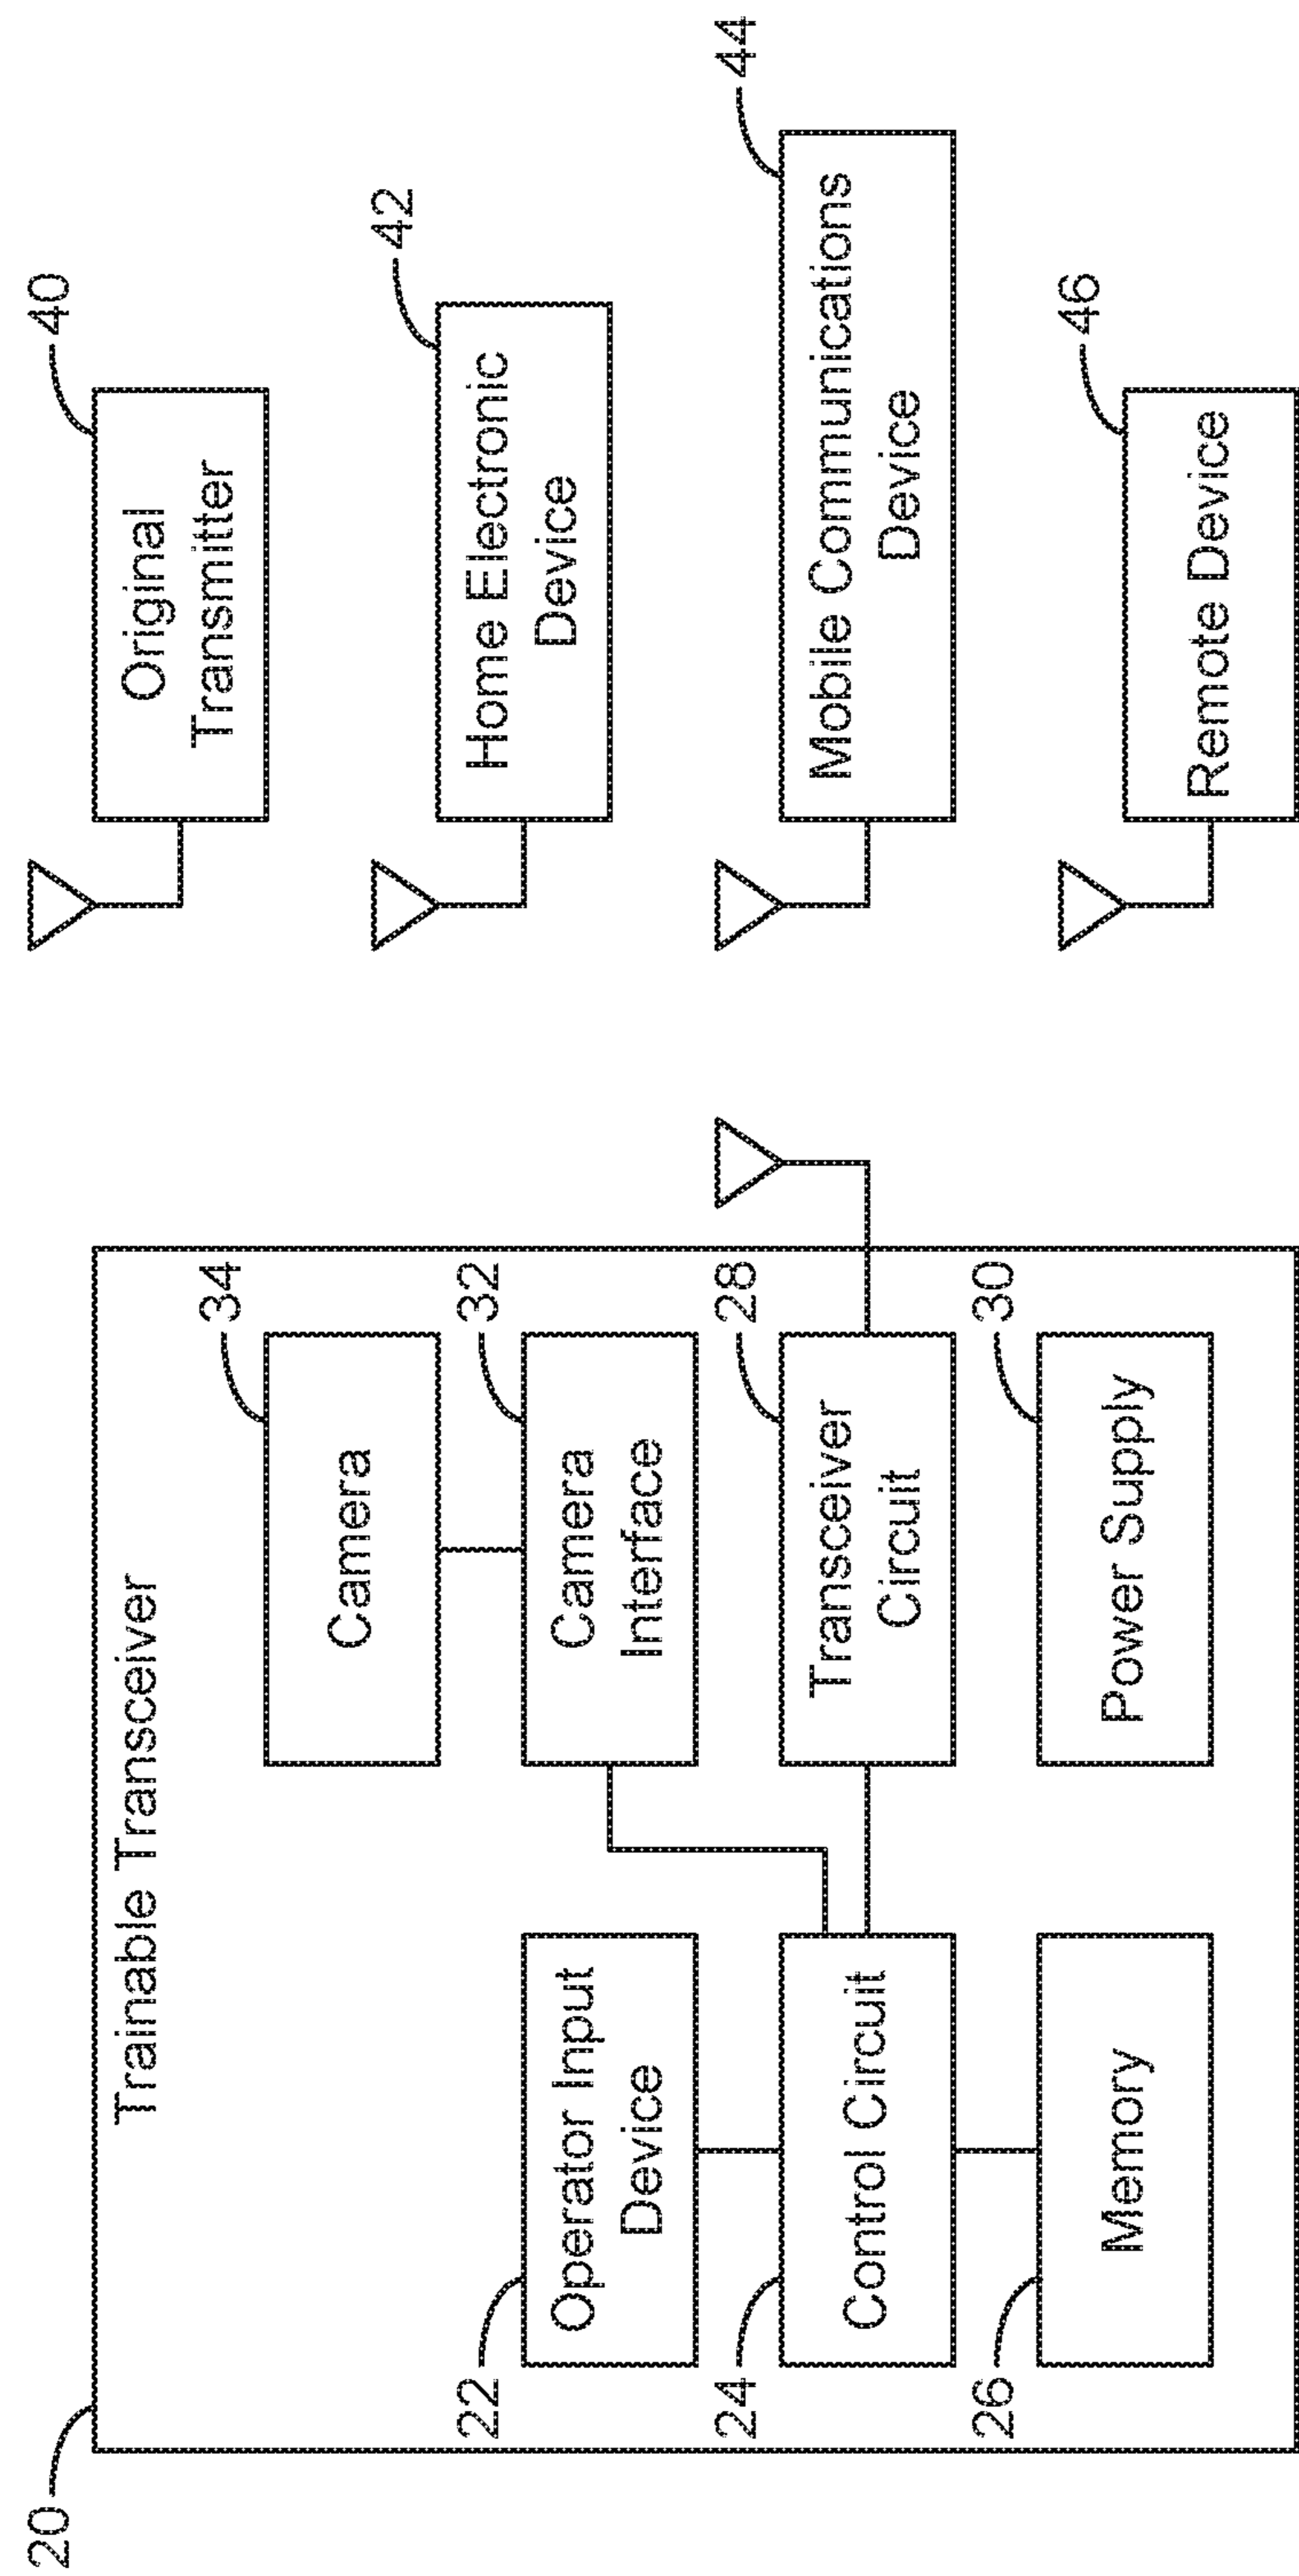 20
Trainable Transceiver
34
Camera
22
Operator Input
Device
32
Camera
Interface
24
Control Circuit
28
Transceiver
Circuit
26
Memory
30
Power Supply
40
Original
Transmitter
42
Home Electronic
Device
44
Mobile Communications
Device
46
Remote Device